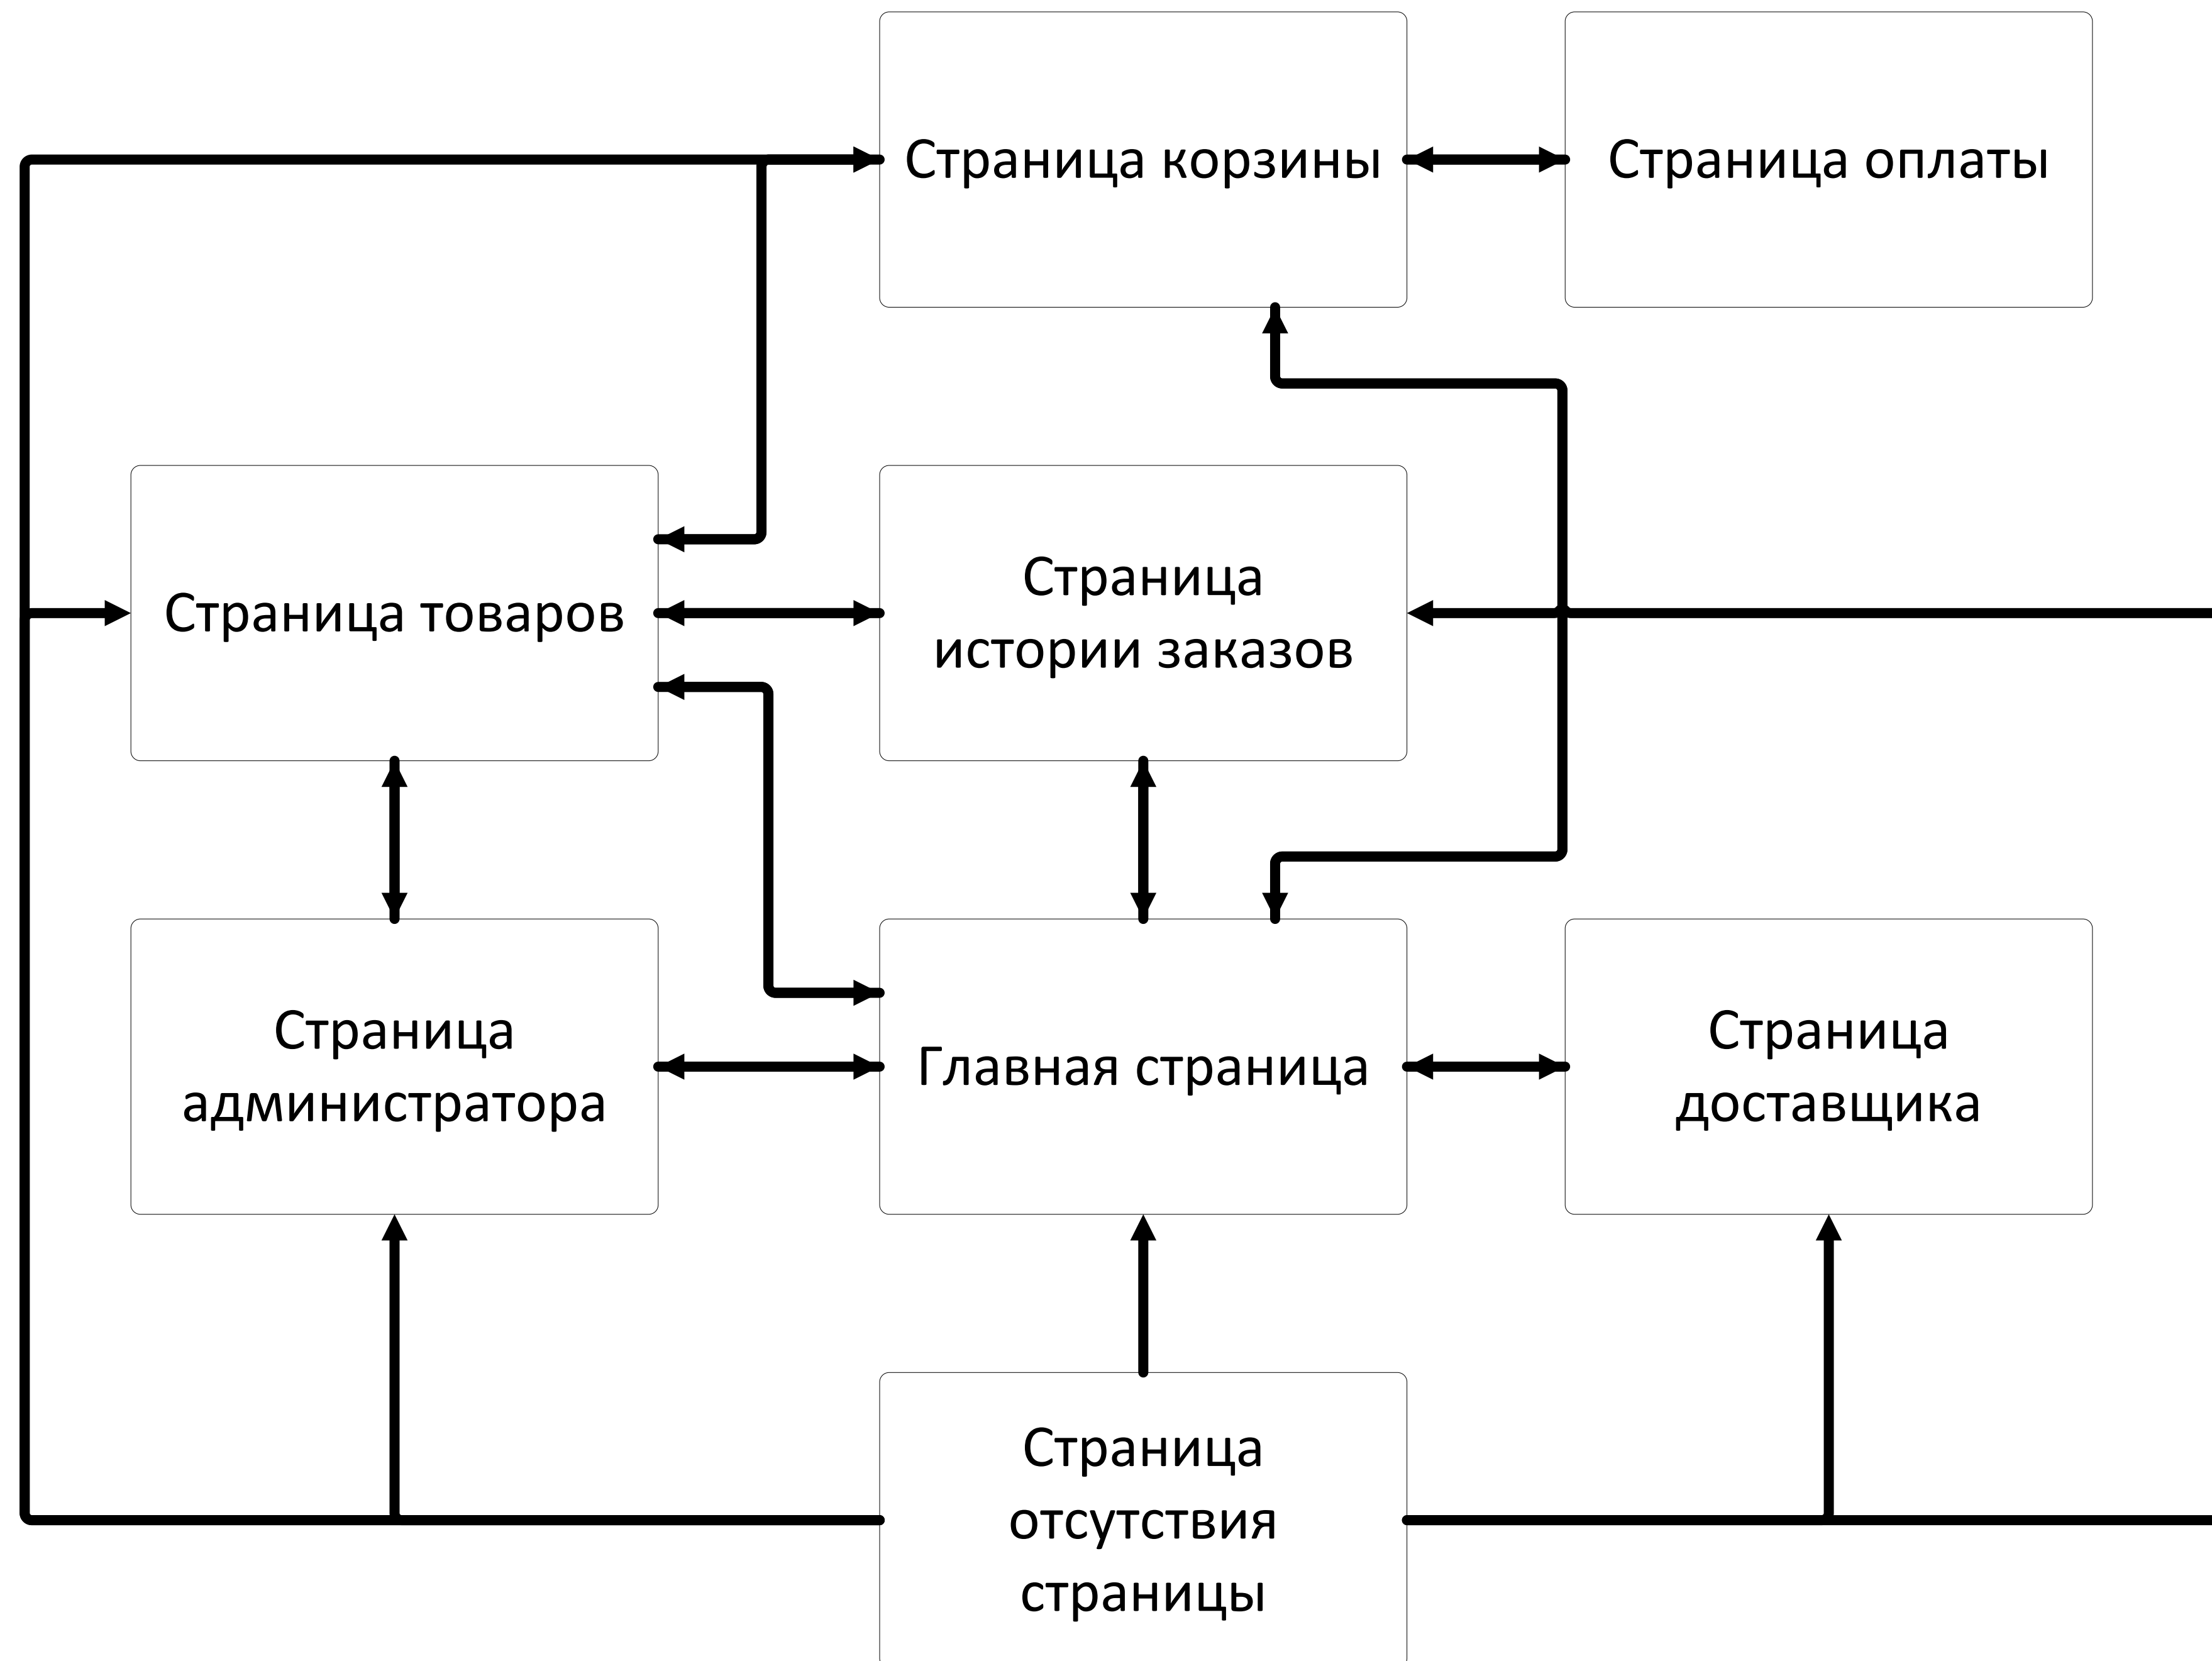 Страница корзины
Страница оплаты
Страница товаров
Страница
истории заказов
Страница
администратора
Главная страница
Страница
доставщика
Страница
отсутствия
страницы